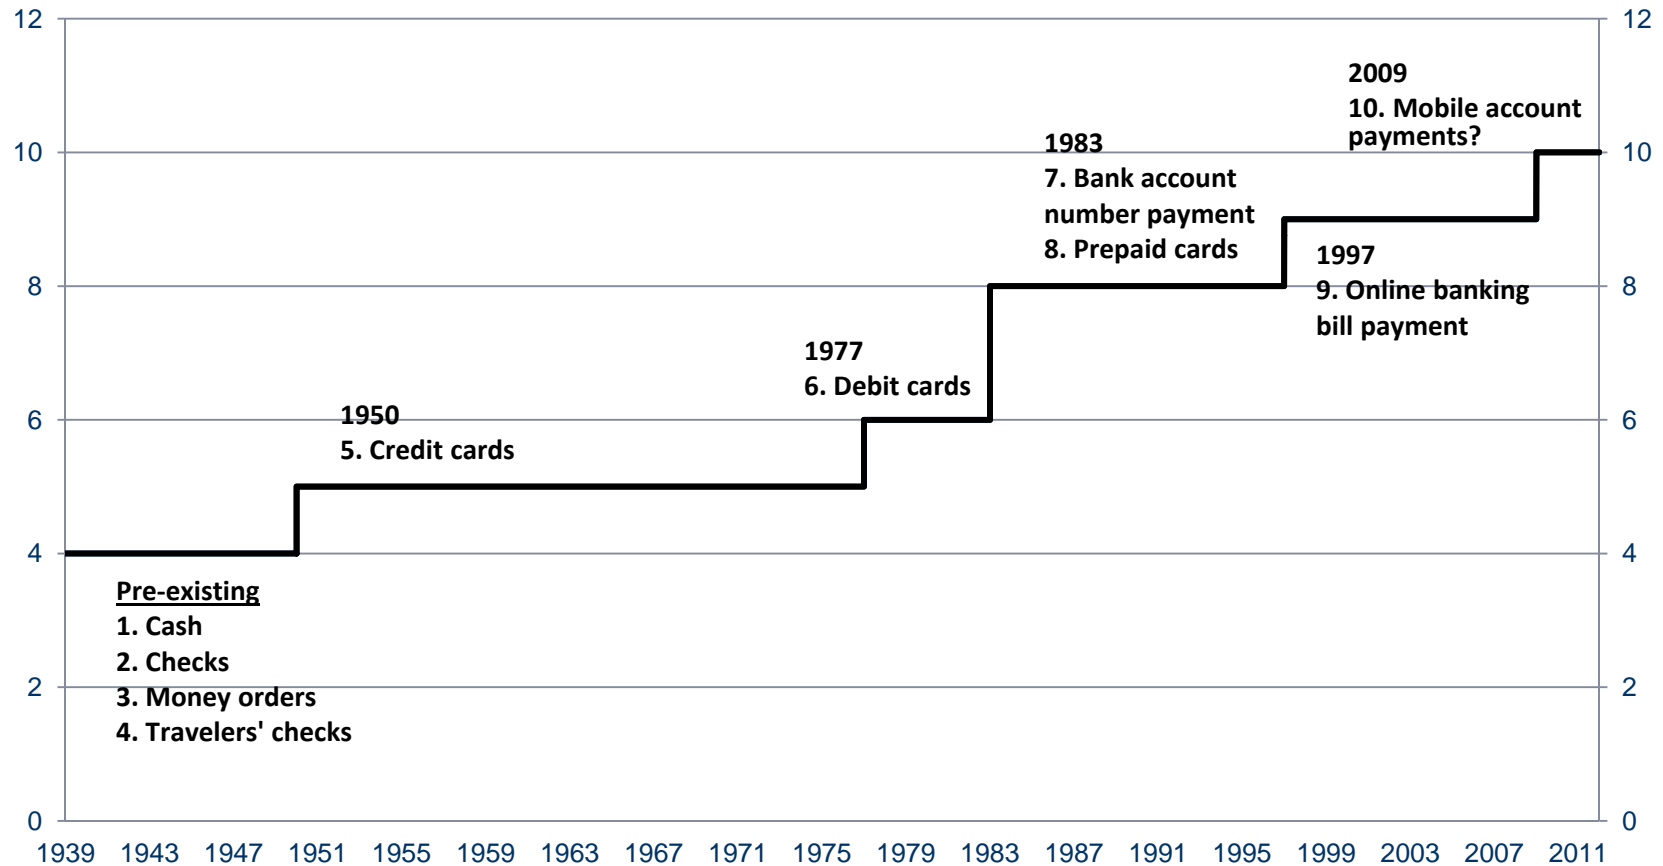 12
10
8
6
4
2
0
12
10
8
6
4
2
0
2009
10. Mobile account
payments?
1983
7. Bank account
number payment
8. Prepaid cards
1997
9. Online banking
bill payment
1977
6. Debit cards
1950
5. Credit cards
Pre-existing
1. Cash
2. Checks
3. Money orders
4. Travelers' checks
1939 1943 1947 1951 1955 1959 1963 1967 1971 1975 1979 1983 1987 1991 1995 1999 2003 2007 2011